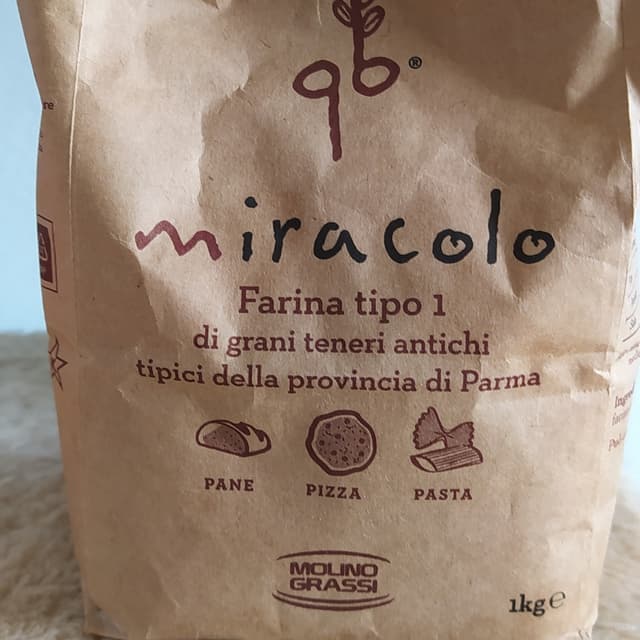 qb®
miracolo
Farina tipo 1
di grani teneri antichi
tipici della provincia di Parma
PANE PIZZA PASTA
MOLINO
GRASSI
1kg e